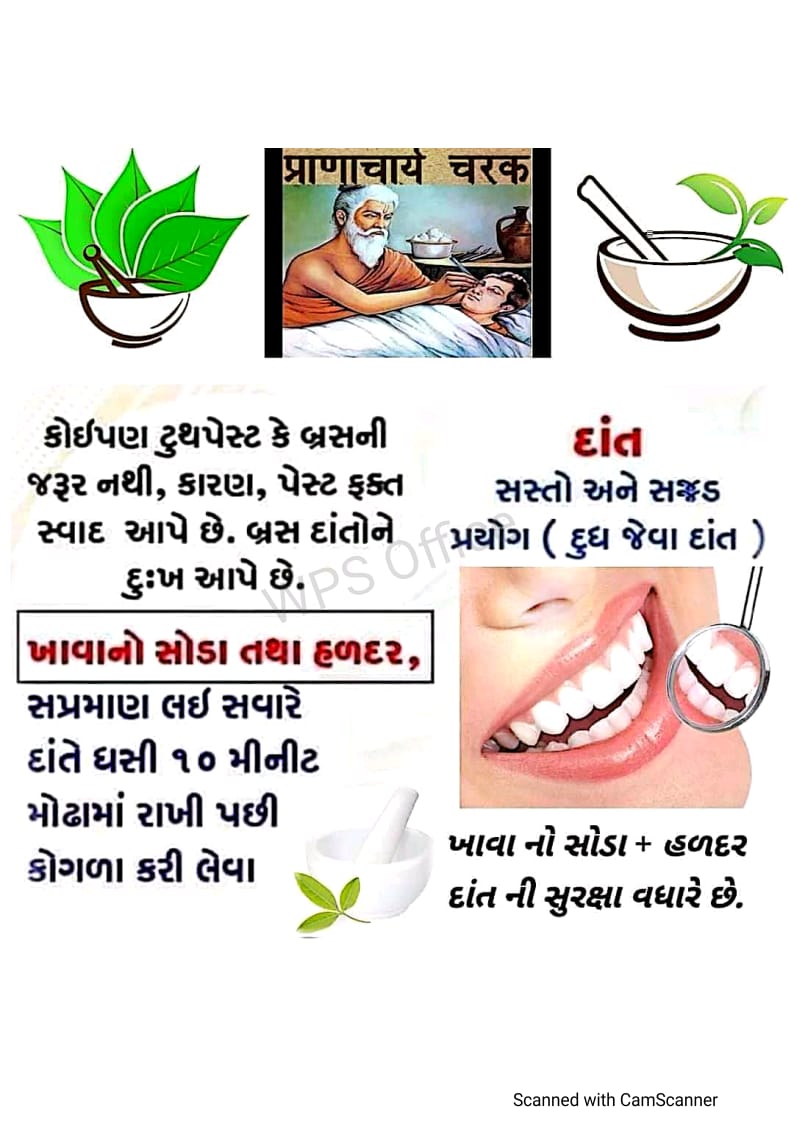 प्राणाचार्य चरक
કોઈપણ ટુથપેસ્ટ કે બ્રસની
જરૂર નથી, કારણ, પેસ્ટ ફક્ત
સ્વાદ આપે છે. બ્રસ દાંતોને
દુઃખ આપે છે.
ખાવાનો સોડા તથા હળદર,
સપ્રમાણ લઈ સવારે
દાંતે ઘસી ૧૦ મીનીટ
મોઢામાં રાખી પછી
કોગળા કરી લેવા
દાંત
સસ્તો અને સજ્જડ
પ્રયોગ ( દુધ જેવા દાંત )
ખાવા નો સોડા + હળદર
દાંત ની સુરક્ષા વધારે છે.
WPS Office
Scanned with CamScanner